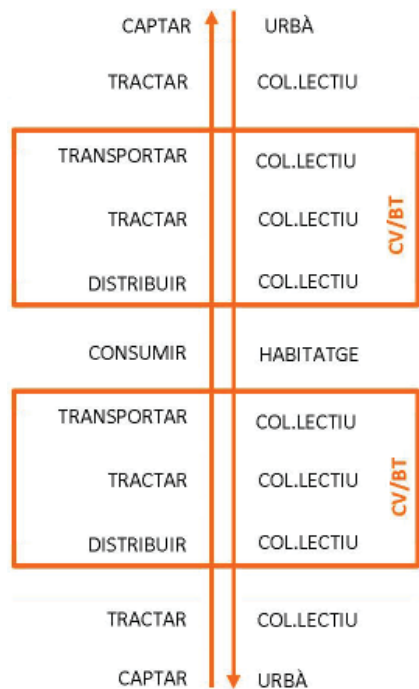 CAPTAR URBÀ
TRACTAR COL.LECTIU
TRANSPORTAR COL.LECTIU
TRACTAR COL.LECTIU
CV/BT
DISTRIBUIR COL.LECTIU
CONSUMIR HABITATGE
TRANSPORTAR COL.LECTIU
TRACTAR COL.LECTIU
CV/BT
DISTRIBUIR COL.LECTIU
TRACTAR COL.LECTIU
CAPTAR URBÀ